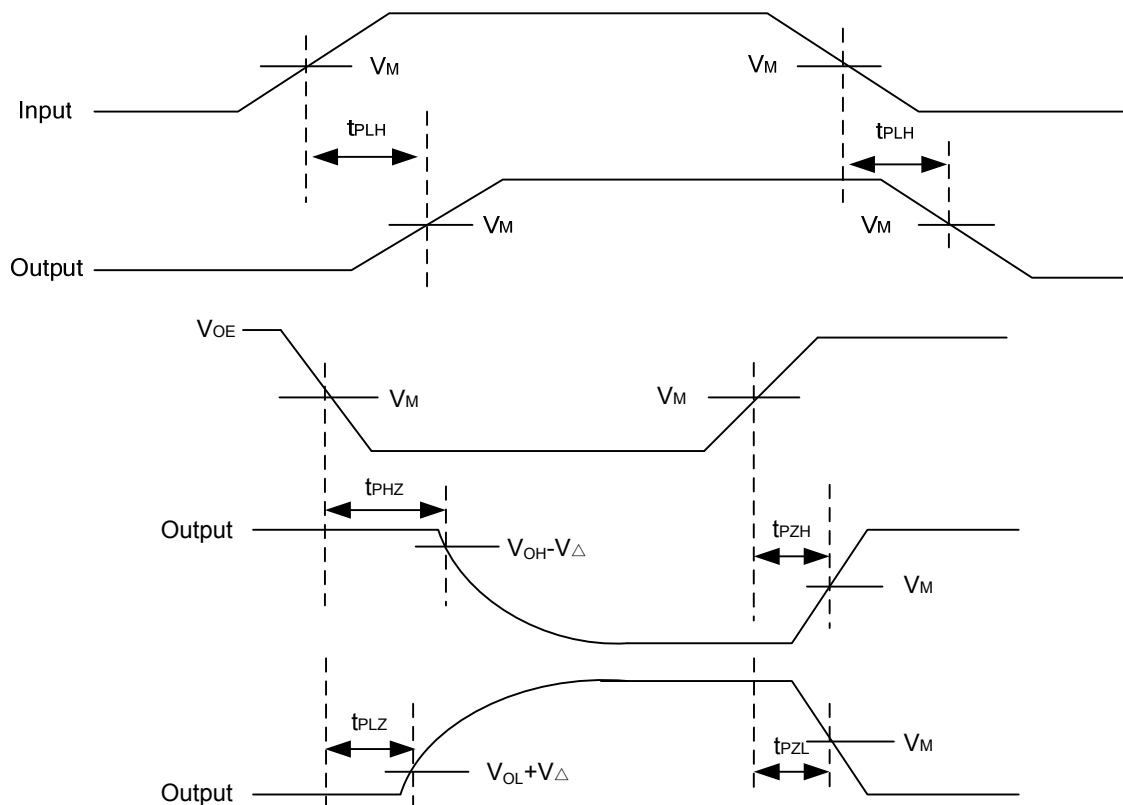 VM
VM
Input
tPLH
tPLH
VM
VM
Output
VOE
VM
VM
tPHZ
Output
VOH-V△
tPZH
VM
tPLZ
tPZL
VM
VOL+V△
Output